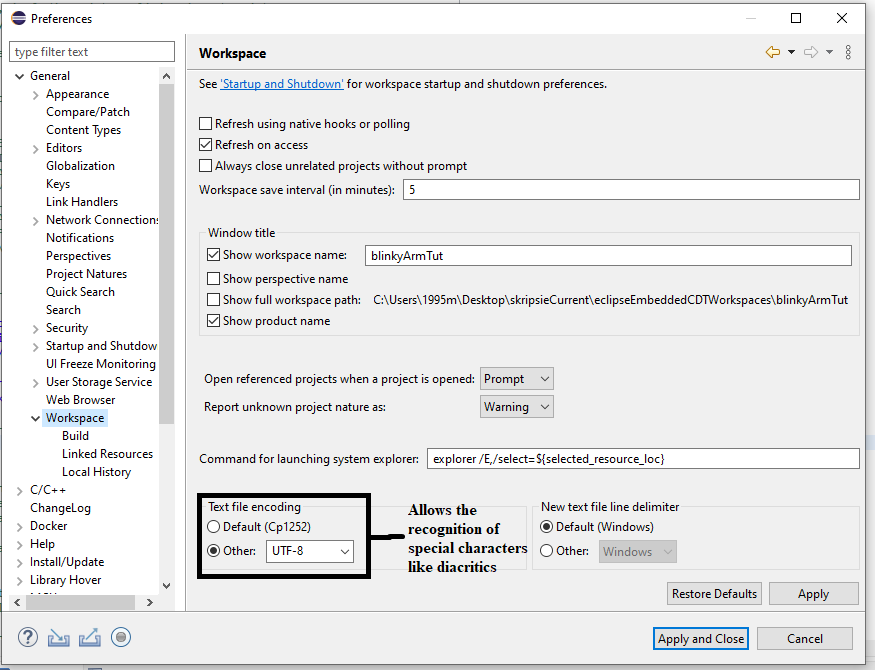 Preferences
type filter text
General
Appearance
Compare/Patch
Content Types
Editors
Globalization
Keys
Link Handlers
Network Connections
Notifications
Perspectives
Project Natures
Quick Search
Search
Security
Startup and Shutdow
UI Freeze Monitoring
User Storage Service
Web Browser
Workspace
Build
Linked Resources
Local History
C/C++
ChangeLog
Docker
Help
Install/Update
Library Hover
Workspace
See 'Startup and Shutdown' for workspace startup and shutdown preferences.
Refresh using native hooks or polling
Refresh on access
Always close unrelated projects without prompt
Workspace save interval (in minutes): 5
Window title
Show workspace name: blinkyArmTut
Show perspective name
Show full workspace path: C:\Users\1995m\Desktop\skripsieCurrent\eclipseEmbeddedCDTWorkspaces\blinkyArmTut
Show product name
Open referenced projects when a project is opened: Prompt
Report unknown project nature as: Warning
Command for launching system explorer: explorer /E,/select=${selected_resource_loc}
Text file encoding
Default (Cp1252)
Other: UTF-8
Allows the
recognition of
special characters
like diacritics
New text file line delimiter
Default (Windows)
Other: Windows
Restore Defaults Apply
Apply and Close Cancel